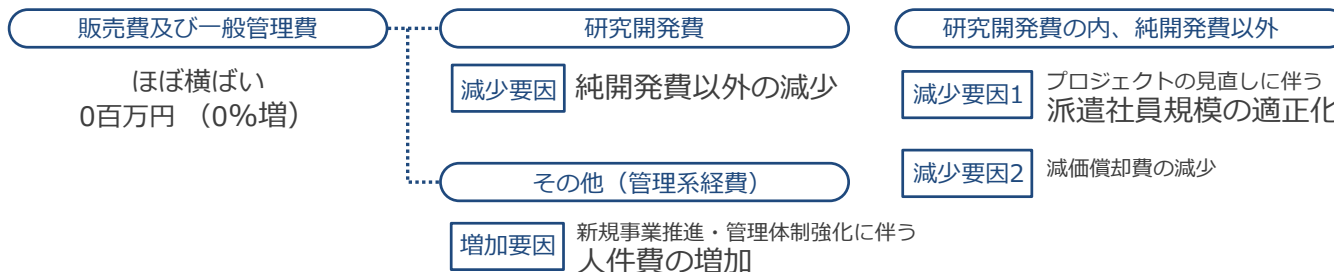 販売費及び一般管理費
ほぼ横ばい
0百万円 （0%増）
研究開発費
減少要因 純開発費以外の減少
その他（管理系経費）
増加要因 新規事業推進・管理体制強化に伴う
人件費の増加
研究開発費の内、純開発費以外
減少要因1 プロジェクトの見直しに伴う
派遣社員規模の適正化
減少要因2 減価償却費の減少